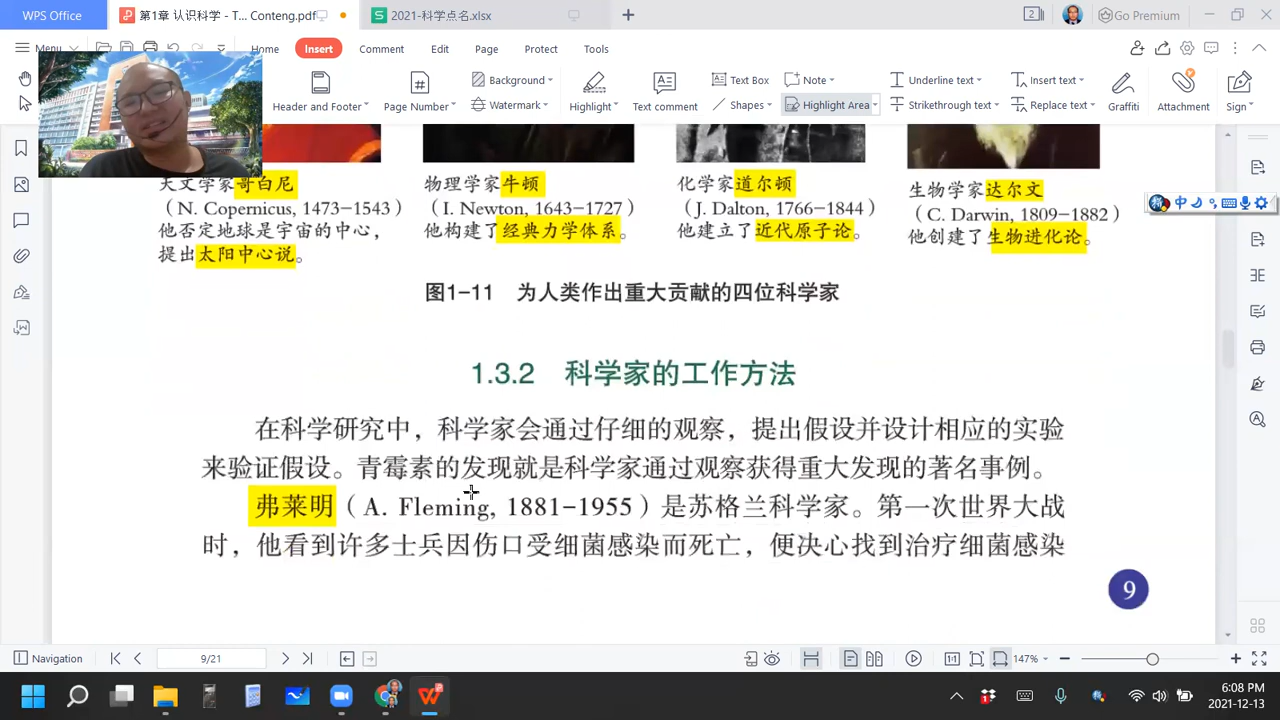 WPS Office
第1章 认识科学 - T... Conteng.pdf
2021-科学点名.xlsx
2
Go Premium
Menu
Home
Insert
Comment
Edit
Page
Protect
Tools
Header and Footer
Page Number
Background
Watermark
Highlight
Text comment
Text Box
Shap
Note
Highlight Area
Underline text
Strikethrough text
Insert text
Replace text
Graffiti
Attachment
Sign
中
天文学家哥白尼
(N. Copernicus, 1473–1543)
他否定地球是宇宙的中心，
提出太阳中心说。
物理学家牛顿
(I. Newton, 1643–1727)
他构建了经典力学体系。
化学家道尔顿
(J. Dalton, 1766–1844)
他建立了近代原子论。
生物学家达尔文
(C. Darwin, 1809–1882)
他创建了生物进化论。
图1–11 为人类作出重大贡献的四位科学家
1.3.2 科学家的工作方法
在科学研究中，科学家会通过仔细的观察，提出假设并设计相应的实验
来验证假设。青霉素的发现就是科学家通过观察获得重大发现的著名事例。
弗莱明（A. Fleming, 1881–1955）是苏格兰科学家。第一次世界大战
时，他看到许多士兵因伤口受细菌感染而死亡，便决心找到治疗细菌感染
9
Navigation
9/21
147%
6:08 PM
2021-12-13